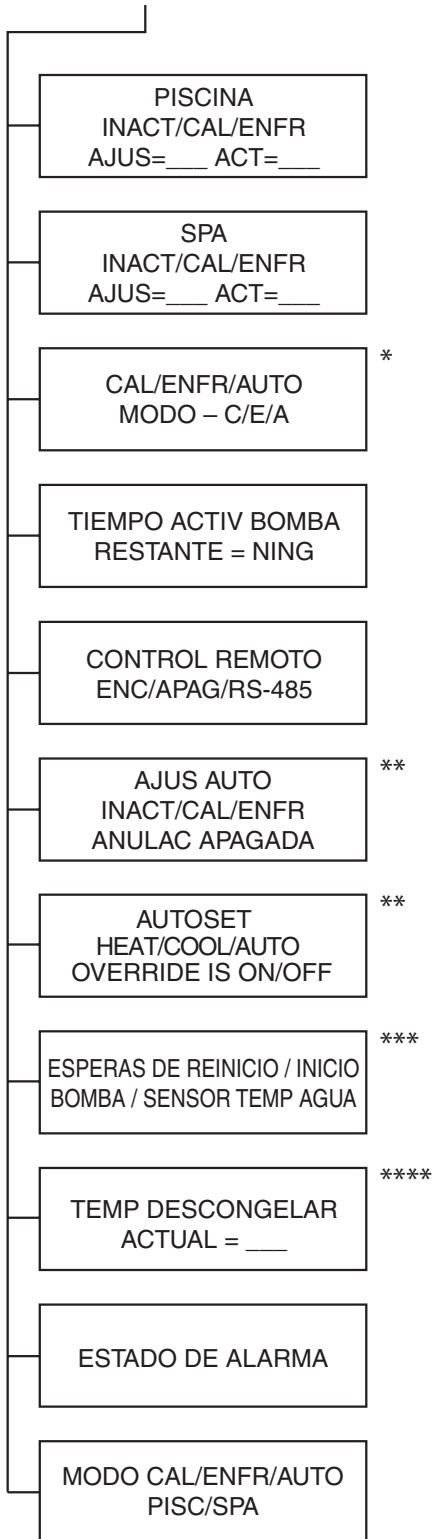 PISCINA
INACT/CAL/ENFR
AJUS=___ ACT=___
SPA
INACT/CAL/ENFR
AJUS=___ ACT=___
*
CAL/ENFR/AUTO
MODO – C/E/A
TIEMPO ACTIV BOMBA
RESTANTE = NING
CONTROL REMOTO
ENC/APAG/RS-485
**
AJUS AUTO
INACT/CAL/ENFR
ANULAC APAGADA
**
AUTOSET
HEAT/COOL/AUTO
OVERRIDE IS ON/OFF
***
ESPERAS DE REINICIO / INICIO
BOMBA / SENSOR TEMP AGUA
****
TEMP DESCONGELAR
ACTUAL = ___
ESTADO DE ALARMA
MODO CAL/ENFR/AUTO
PISC/SPA